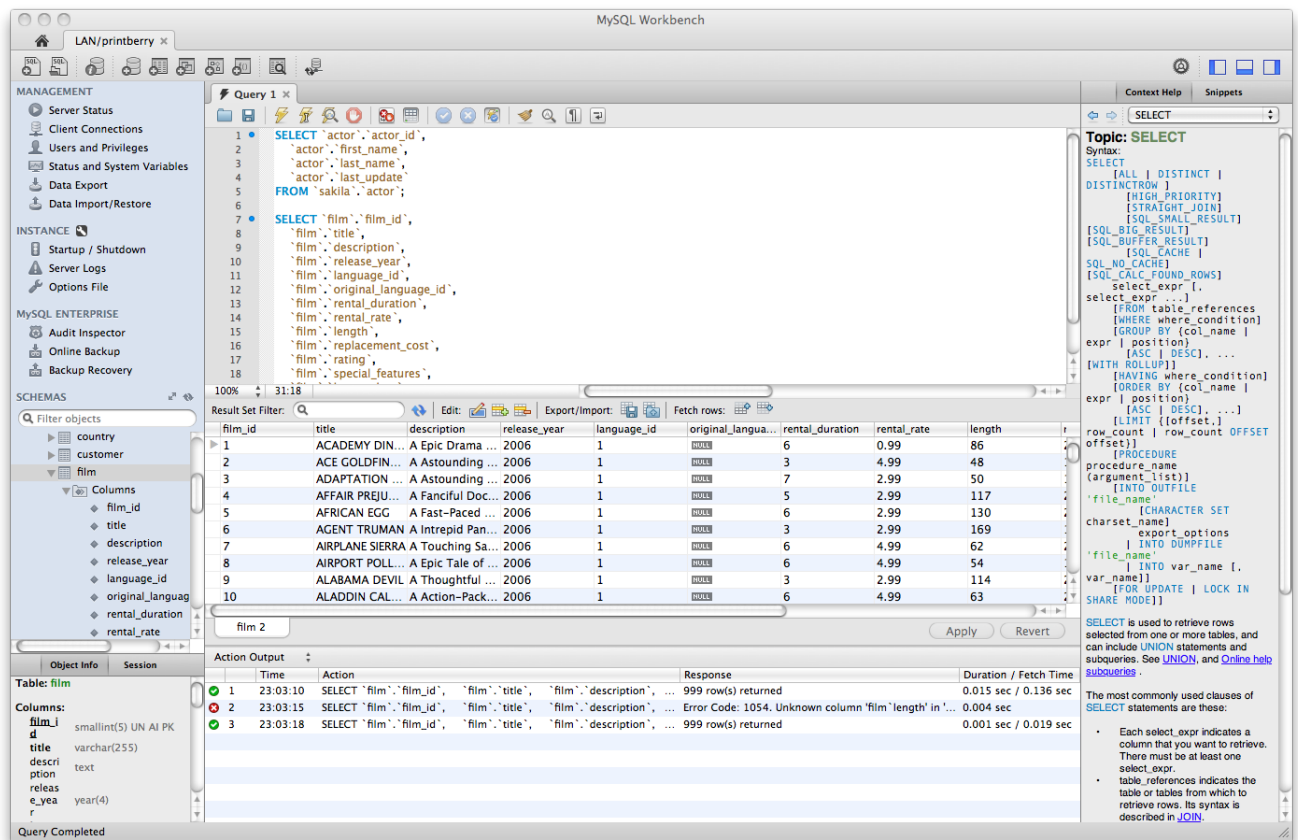 MySQL Workbench
LAN/printberry
MANAGEMENT
Server Status
Client Connections
Users and Privileges
Status and System Variables
Data Export
Data Import/Restore
INSTANCE
Startup / Shutdown
Server Logs
Options File
MySQL ENTERPRISE
Audit Inspector
Online Backup
Backup Recovery
SCHEMAS
Filter objects
country
customer
film
Columns
film_id
title
description
release_year
language_id
original_languag
rental_duration
rental_rate
Object Info Session
Table: film
Columns:
film_i
d smallint(5) UN AI PK
title varchar(255)
descri
ption text
releas
e_yea year(4)
r
Query Completed
Query 1
1 SELECT `actor`.`actor_id`,
2 `actor`.`first_name`,
3 `actor`.`last_name`,
4 `actor`.`last_update`
5 FROM `sakila`.`actor`;
6
7 SELECT `film`.`film_id`,
8 `film`.`title`,
9 `film`.`description`,
10 `film`.`release_year`,
11 `film`.`language_id`,
12 `film`.`original_language_id`,
13 `film`.`rental_duration`,
14 `film`.`rental_rate`,
15 `film`.`length`,
16 `film`.`replacement_cost`,
17 `film`.`rating`,
18 `film`.`special_features`,
100% 31:18
Result Set Filter: Edit: Export/Import: Fetch rows:
film_id title description release_year language_id original_langua... rental_duration rental_rate length
1 ACADEMY DIN... A Epic Drama ... 2006 1 NULL 6 0.99 86
2 ACE GOLDFIN... A Astounding ... 2006 1 NULL 3 4.99 48
3 ADAPTATION ... A Astounding ... 2006 1 NULL 7 2.99 50
4 AFFAIR PREJU... A Fanciful Doc... 2006 1 NULL 5 2.99 117
5 AFRICAN EGG A Fast-Paced ... 2006 1 NULL 6 2.99 130
6 AGENT TRUMAN A Intrepid Pan... 2006 1 NULL 3 2.99 169
7 AIRPLANE SIERRA A Touching Sa... 2006 1 NULL 6 4.99 62
8 AIRPORT POLL... A Epic Tale of ... 2006 1 NULL 6 4.99 54
9 ALABAMA DEVIL A Thoughtful ... 2006 1 NULL 3 2.99 114
10 ALADDIN CAL... A Action-Pack... 2006 1 NULL 6 4.99 63
film 2
Apply Revert
Action Output
Time Action Response Duration / Fetch Time
1 23:03:10 SELECT `film`.`film_id`, `film`.`title`, `film`.`description`, ... 999 row(s) returned 0.015 sec / 0.136 sec
2 23:03:15 SELECT `film`.`film_id`, `film`.`title`, `film`.`description`, ... Error Code: 1054. Unknown column 'film`length' in '... 0.004 sec
3 23:03:18 SELECT `film`.`film_id`, `film`.`title`, `film`.`description`, ... 999 row(s) returned 0.001 sec / 0.019 sec
Context Help Snippets
SELECT
Topic: SELECT
Syntax:
SELECT
[ALL | DISTINCT |
DISTINCTROW ]
[HIGH_PRIORITY]
[STRAIGHT_JOIN]
[SQL_SMALL_RESULT]
[SQL_BIG_RESULT]
[SQL_BUFFER_RESULT]
[SQL_CACHE |
SQL_NO_CACHE]
[SQL_CALC_FOUND_ROWS]
select_expr [,
select_expr ...]
[FROM table_references
[WHERE where_condition]
[GROUP BY {col_name |
expr | position}
[ASC | DESC], ...
[WITH ROLLUP]]
[HAVING where_condition]
[ORDER BY {col_name |
expr | position}
[ASC | DESC], ...]
[LIMIT {[offset,]
row_count | row_count OFFSET
offset}]
[PROCEDURE
procedure_name
(argument_list)]
[INTO OUTFILE
'file_name'
[CHARACTER SET
charset_name]
export_options
| INTO DUMPFILE
'file_name'
| INTO var_name [,
var_name]]
[FOR UPDATE | LOCK IN
SHARE MODE]]
SELECT is used to retrieve rows
selected from one or more tables, and
can include UNION statements and
subqueries. See UNION, and Online help
subqueries .
The most commonly used clauses of
SELECT statements are these:
• Each select_expr indicates a
column that you want to retrieve.
There must be at least one
select_expr.
• table_references indicates the
table or tables from which to
retrieve rows. Its syntax is
described in JOIN.